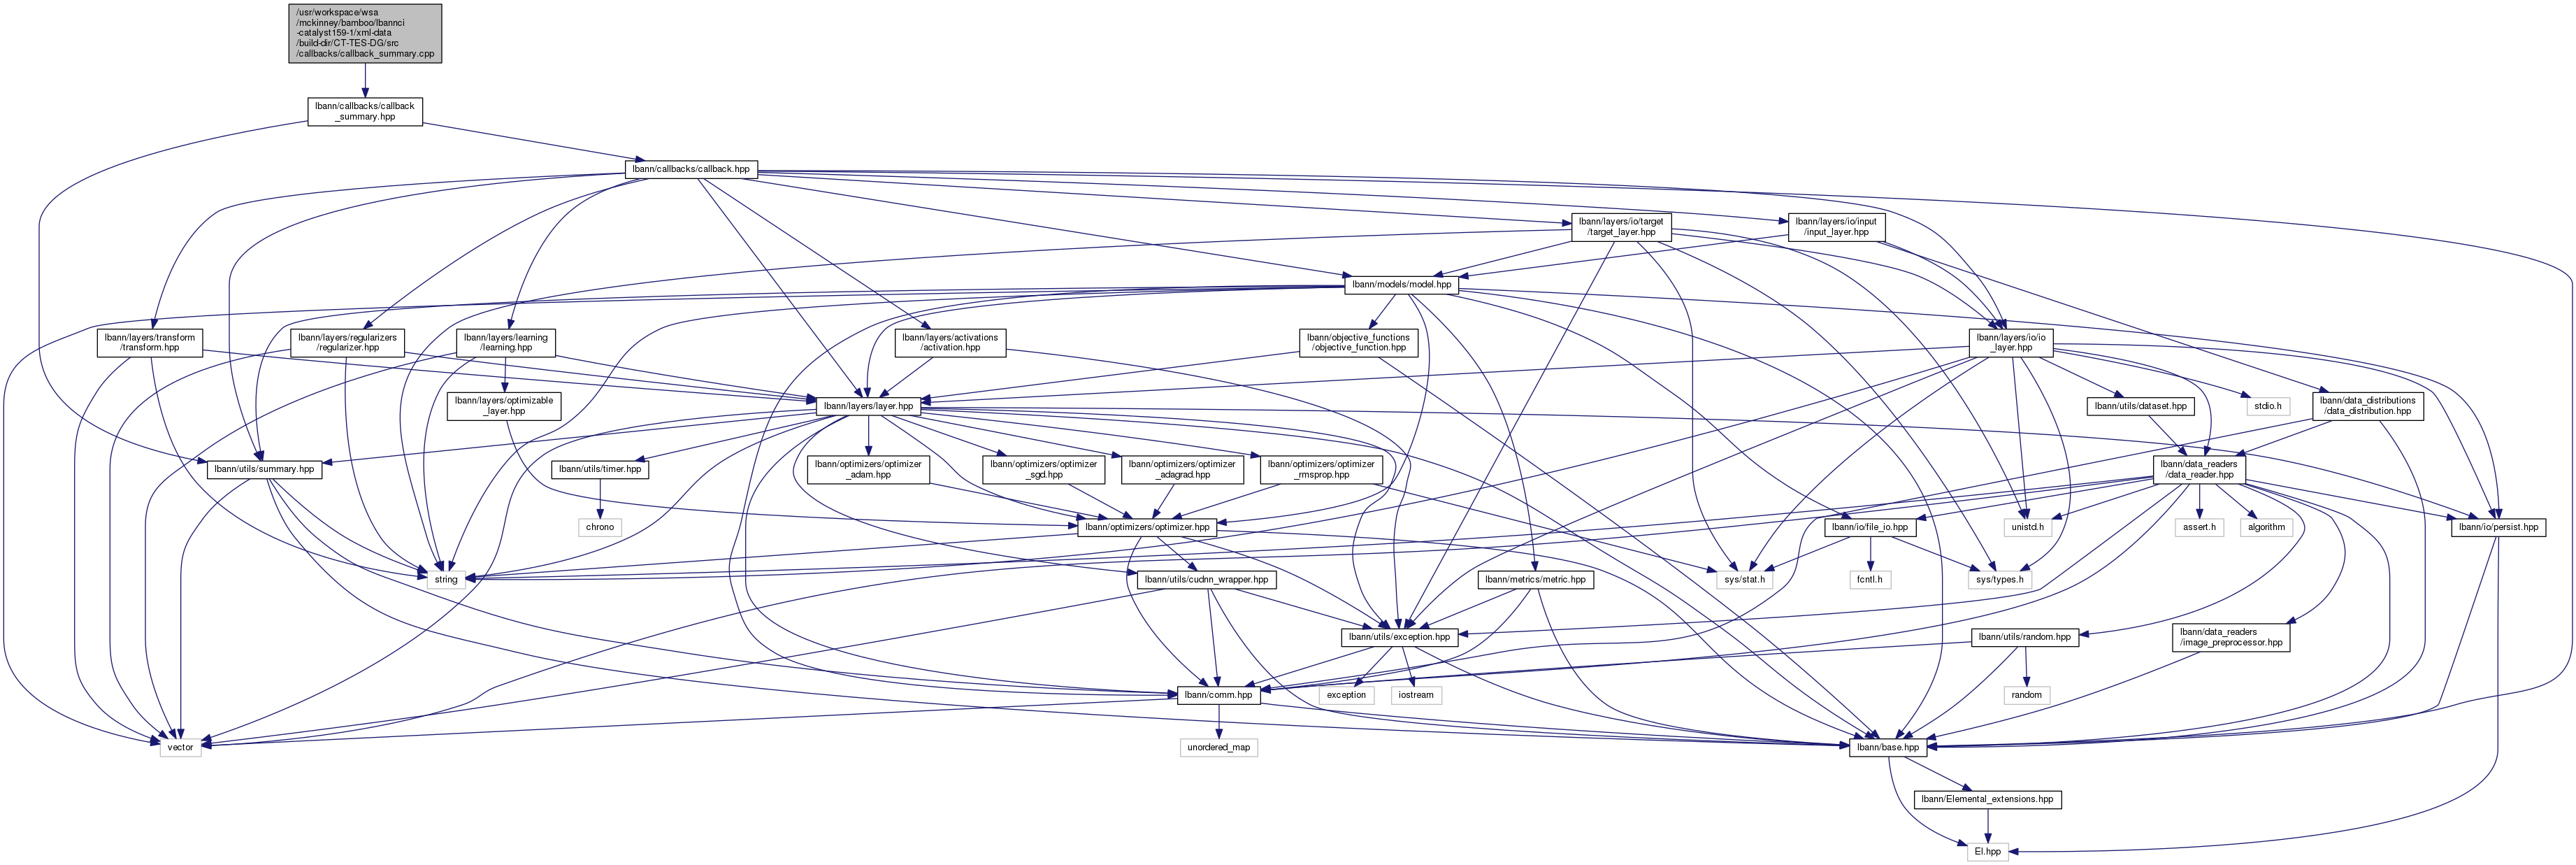 /usr/workspace/wsa
/mckinney/bamboo/lbannci
-catalyst159-1/xml-data
/build-dir/CT-TES-DG/src
/callbacks/callback_summary.cpp
lbann/callbacks/callback
_summary.hpp
lbann/callbacks/callback.hpp
lbann/layers/io/target
/target_layer.hpp
lbann/layers/io/input
/input_layer.hpp
lbann/models/model.hpp
lbann/layers/transform
/transform.hpp
lbann/layers/regularizers
/regularizer.hpp
lbann/layers/learning
/learning.hpp
lbann/layers/activations
/activation.hpp
lbann/objective_functions
/objective_function.hpp
lbann/layers/io/io
_layer.hpp
lbann/layers/optimizable
_layer.hpp
lbann/layers/layer.hpp
lbann/utils/dataset.hpp
stdio.h
lbann/data_distributions
/data_distribution.hpp
lbann/utils/summary.hpp
lbann/utils/timer.hpp
lbann/optimizers/optimizer
_adam.hpp
lbann/optimizers/optimizer
_sgd.hpp
lbann/optimizers/optimizer
_adagrad.hpp
lbann/optimizers/optimizer
_rmsprop.hpp
lbann/data_readers
/data_reader.hpp
chrono
lbann/optimizers/optimizer.hpp
lbann/io/file_io.hpp
unistd.h
assert.h
algorithm
lbann/io/persist.hpp
string
lbann/utils/cudnn_wrapper.hpp
lbann/metrics/metric.hpp
sys/stat.h
fcntl.h
sys/types.h
lbann/utils/exception.hpp
lbann/utils/random.hpp
lbann/data_readers
/image_preprocessor.hpp
lbann/comm.hpp
exception
iostream
random
vector
unordered_map
lbann/base.hpp
lbann/Elemental_extensions.hpp
El.hpp